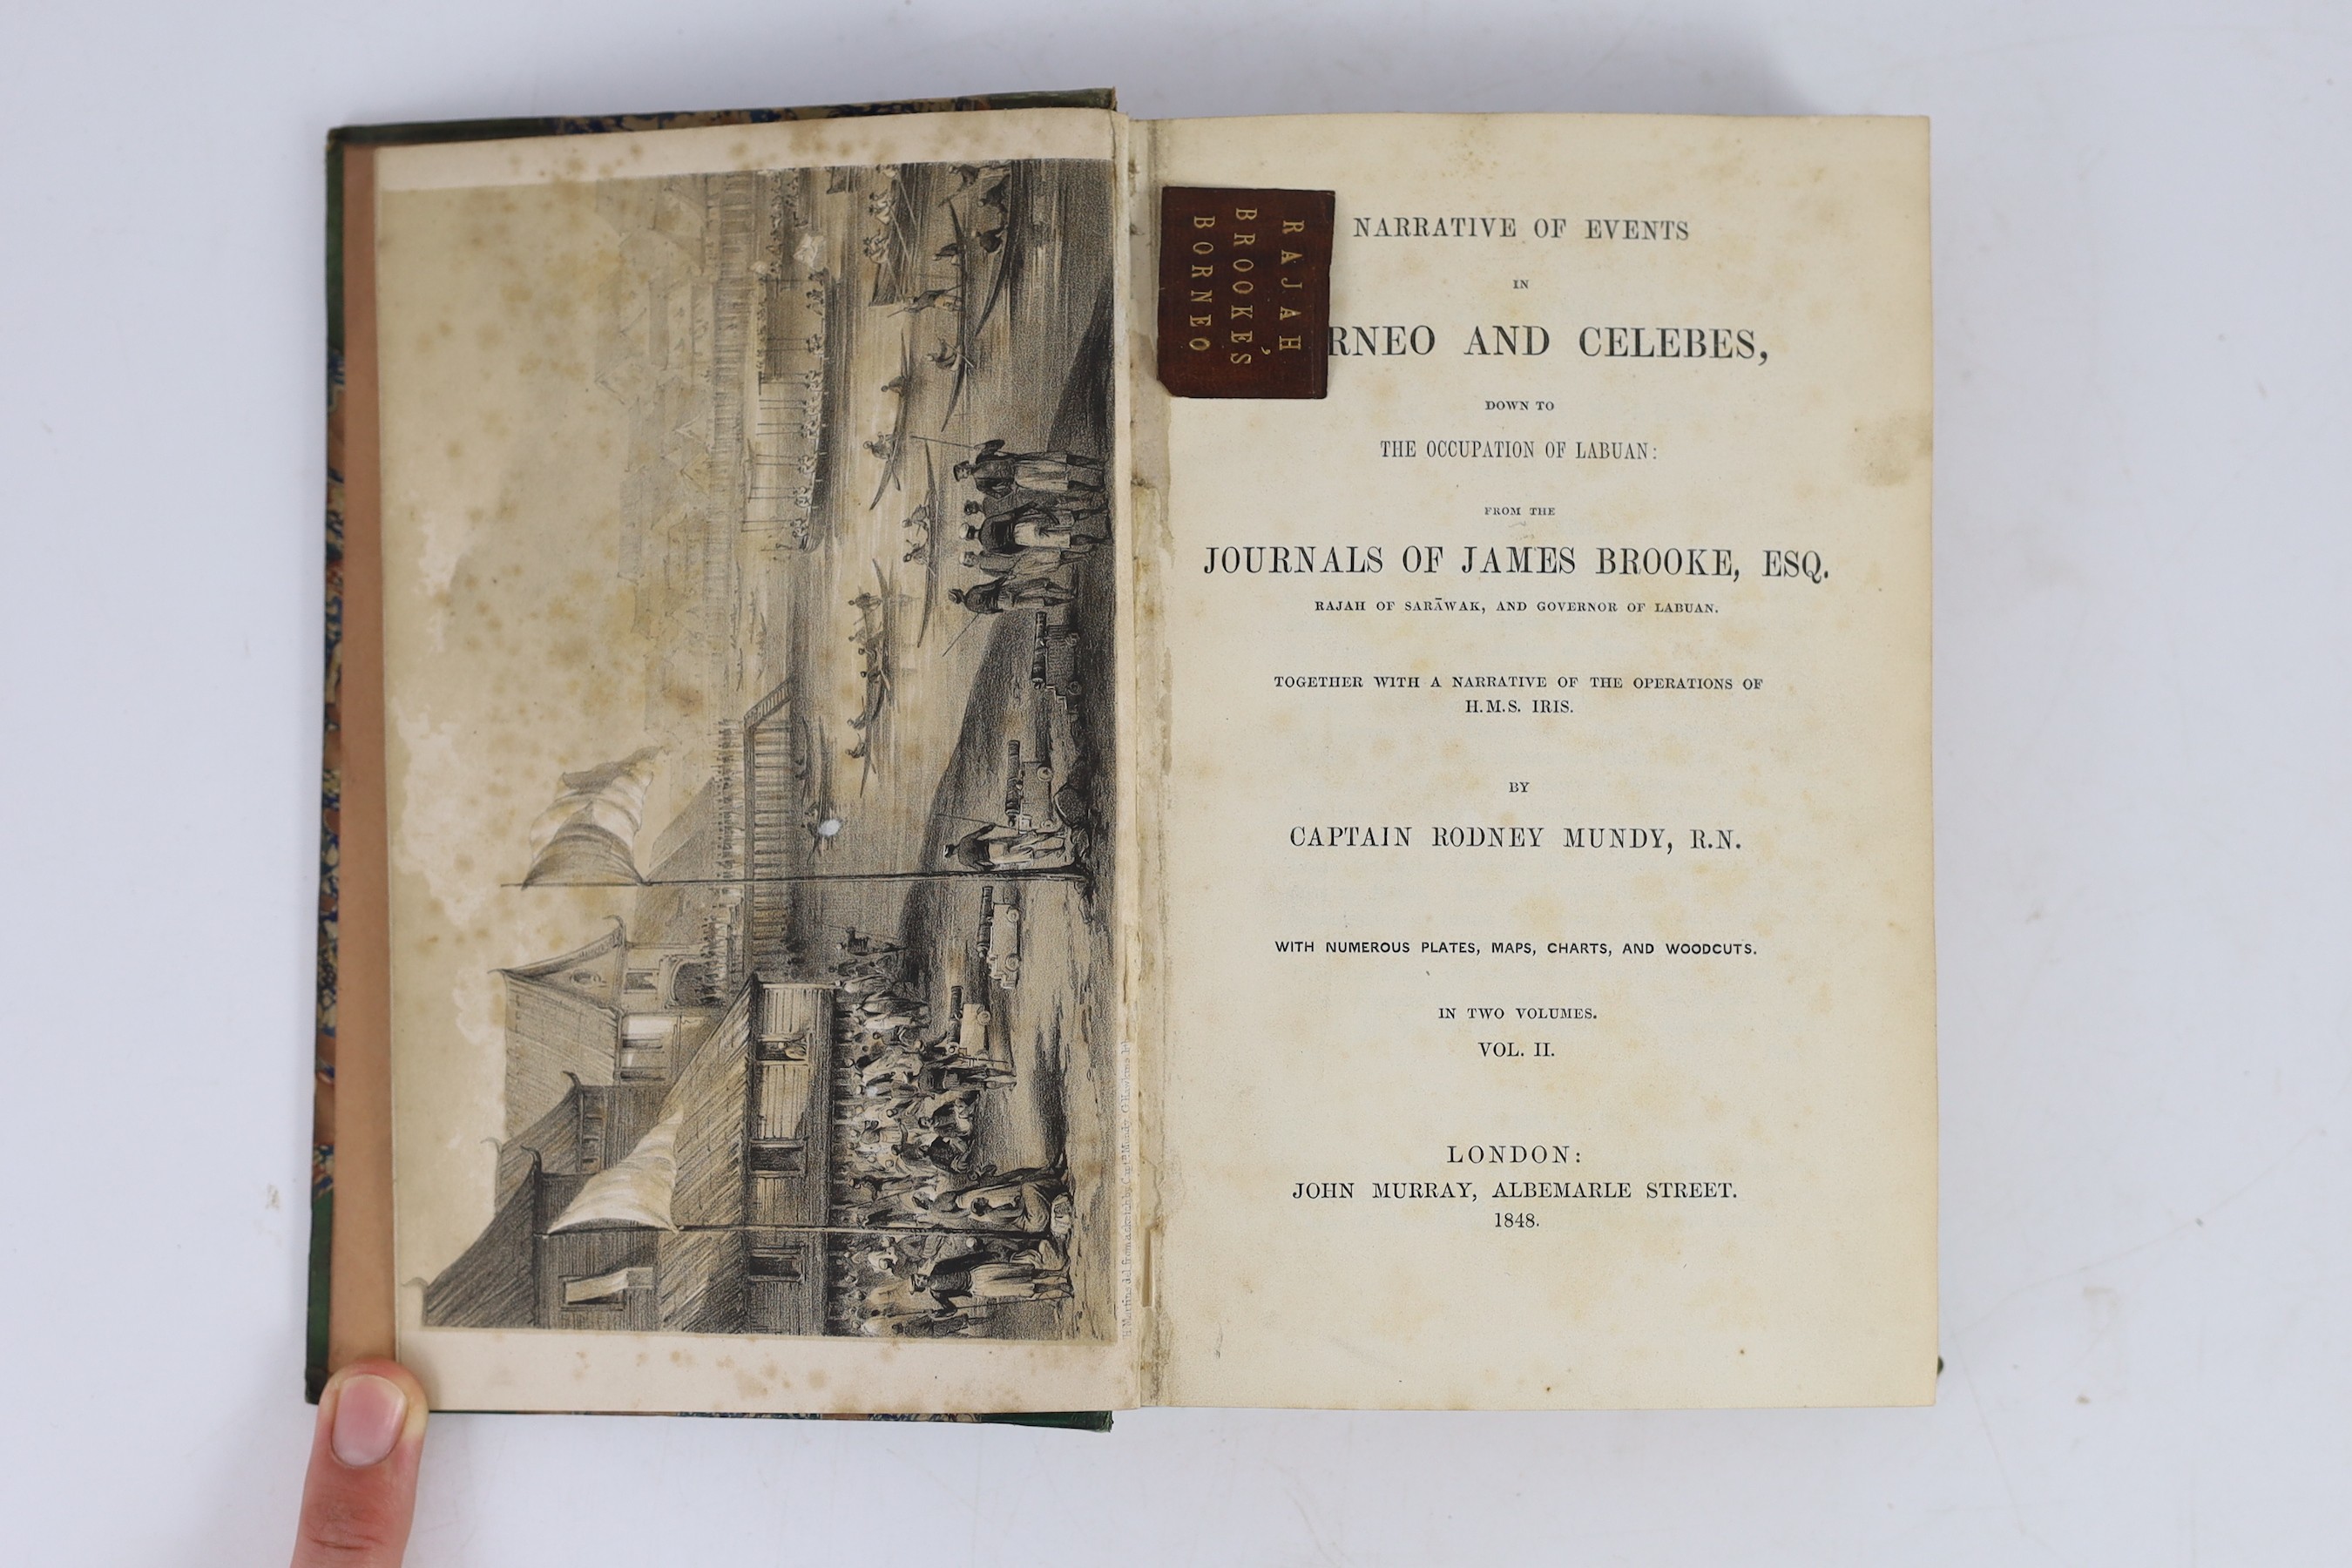 RAJAH
BROOKES'
BORNEO
NARRATIVE OF EVENTS
IN
RNEO AND CELEBES,
DOWN TO
THE OCCUPATION OF LABUAN:
FROM THE
JOURNALS OF JAMES BROOKE, ESQ.
RAJAH OF SARĀWAK, AND GOVERNOR OF LABUAN.
TOGETHER WITH A NARRATIVE OF THE OPERATIONS OF
H.M.S. IRIS.
BY
CAPTAIN RODNEY MUNDY, R.N.
WITH NUMEROUS PLATES, MAPS, CHARTS, AND WOODCUTS.
IN TWO VOLUMES.
VOL. II.
LONDON:
JOHN MURRAY, ALBEMARLE STREET.
1848.